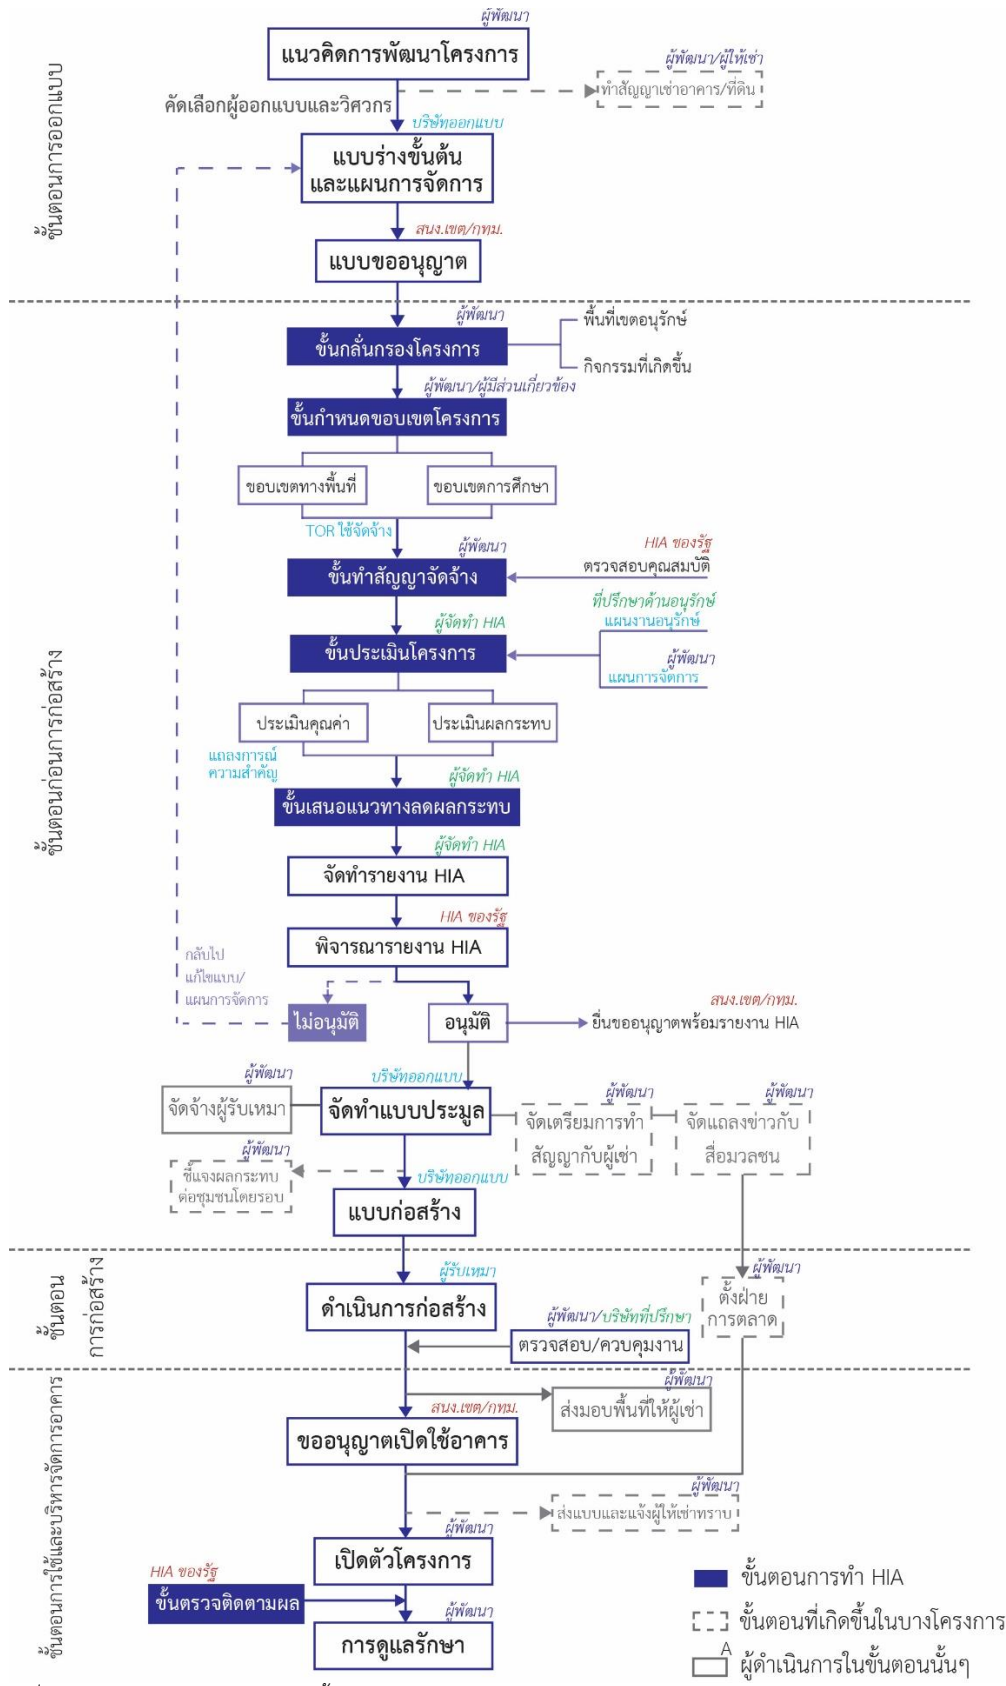 ผู้พัฒนา
แนวคิดการพัฒนาโครงการ
ผู้พัฒนา/ผู้ให้เช่า
ทำสัญญาเช่าอาคาร/ที่ดิน
คัดเลือกผู้ออกแบบและวิศวกร
บริษัทออกแบบ
แบบร่างขั้นต้น
และแผนการจัดการ
สนง.เขต/กทม.
แบบขออนุญาต
ขั้นตอนการออกแบบ
ผู้พัฒนา
ขั้นกลั่นกรองโครงการ
พื้นที่เขตอนุรักษ์
กิจกรรมที่เกิดขึ้น
ผู้พัฒนา/ผู้มีส่วนเกี่ยวข้อง
ขั้นกำหนดขอบเขตโครงการ
ขอบเขตทางพื้นที่
ขอบเขตการศึกษา
TOR ใช้จัดจ้าง
ผู้พัฒนา
ขั้นทำสัญญาจัดจ้าง
HIA ของรัฐ
ตรวจสอบคุณสมบัติ
ผู้จัดทำ HIA
ขั้นประเมินโครงการ
ที่ปรึกษาด้านอนุรักษ์
แผนงานอนุรักษ์
ผู้พัฒนา
แผนการจัดการ
ประเมินคุณค่า
ประเมินผลกระทบ
แถลงการณ์
ความสำคัญ
ผู้จัดทำ HIA
ขั้นเสนอแนวทางลดผลกระทบ
ผู้จัดทำ HIA
จัดทำรายงาน HIA
HIA ของรัฐ
พิจารณารายงาน HIA
กลับไป
แก้ไขแบบ/
แผนการจัดการ
ไม่อนุมัติ
อนุมัติ
สนง.เขต/กทม.
ยื่นขออนุญาตพร้อมรายงาน HIA
ขั้นตอนก่อนการก่อสร้าง
ผู้พัฒนา
จัดจ้างผู้รับเหมา
บริษัทออกแบบ
จัดทำแบบประมูล
ผู้พัฒนา
จัดเตรียมการทำ
สัญญากับผู้เช่า
ผู้พัฒนา
จัดแถลงข่าวกับ
สื่อมวลชน
ผู้พัฒนา
ชี้แจงผลกระทบ
ต่อชุมชนโดยรอบ
บริษัทออกแบบ
แบบก่อสร้าง
ขั้นตอน
การก่อสร้าง
ผู้รับเหมา
ดำเนินการก่อสร้าง
ผู้พัฒนา
ตั้งฝ่าย
การตลาด
ผู้พัฒนา/บริษัทที่ปรึกษา
ตรวจสอบ/ควบคุมงาน
ขั้นตอนการใช้และบริหารจัดการอาคาร
ผู้พัฒนา
ส่งมอบพื้นที่ให้ผู้เช่า
สนง.เขต/กทม.
ขออนุญาตเปิดใช้อาคาร
ผู้พัฒนา
ส่งแบบและแจ้งผู้ให้เช่าทราบ
ผู้พัฒนา
เปิดตัวโครงการ
HIA ของรัฐ
ขั้นตรวจติดตามผล
ผู้พัฒนา
การดูแลรักษา
ขั้นตอนการทำ HIA
ขั้นตอนที่เกิดขึ้นในบางโครงการ
A
ผู้ดำเนินการในขั้นตอนนั้นๆ